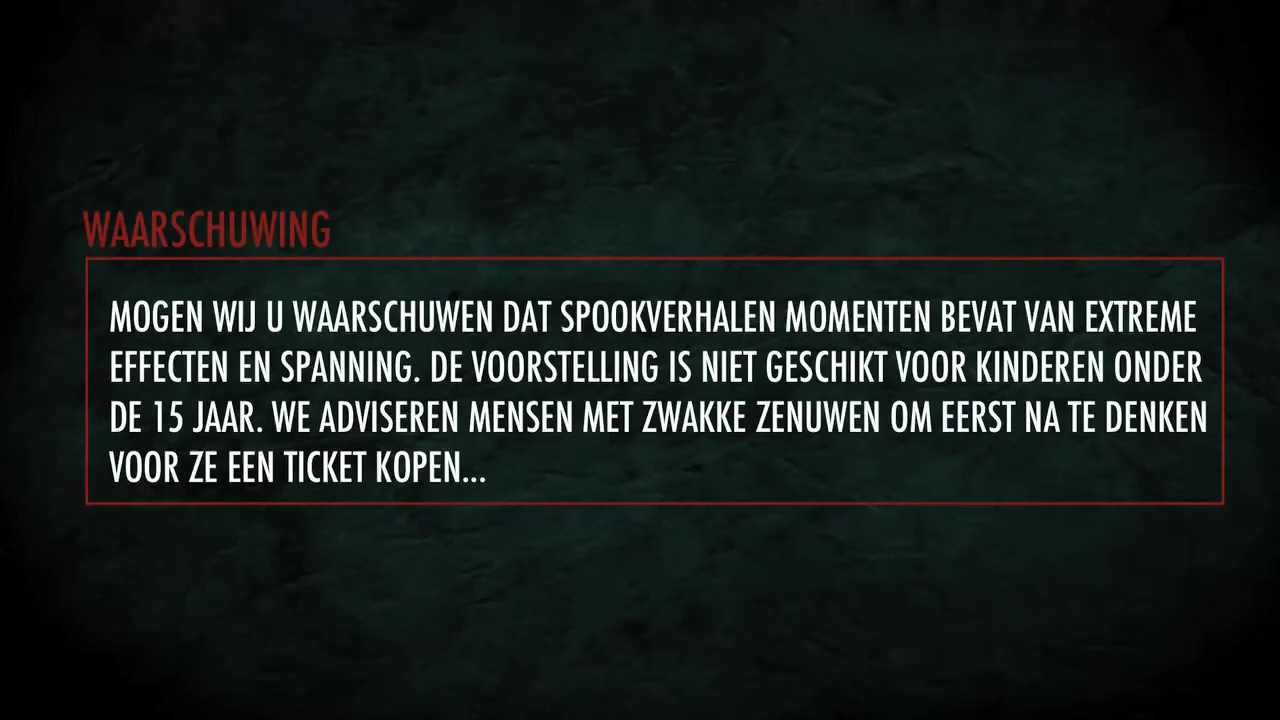 WAARSCHUWING
MOGEN WIJ U WAARSCHUWEN DAT SPOOKVERHALEN MOMENTEN BEVAT VAN EXTREME
EFFECTEN EN SPANNING. DE VOORSTELLING IS NIET GESCHIKT VOOR KINDEREN ONDER
DE 15 JAAR. WE ADVISEREN MENSEN MET ZWAKKE ZENUWEN OM EERST NA TE DENKEN
VOOR ZE EEN TICKET KOPEN...